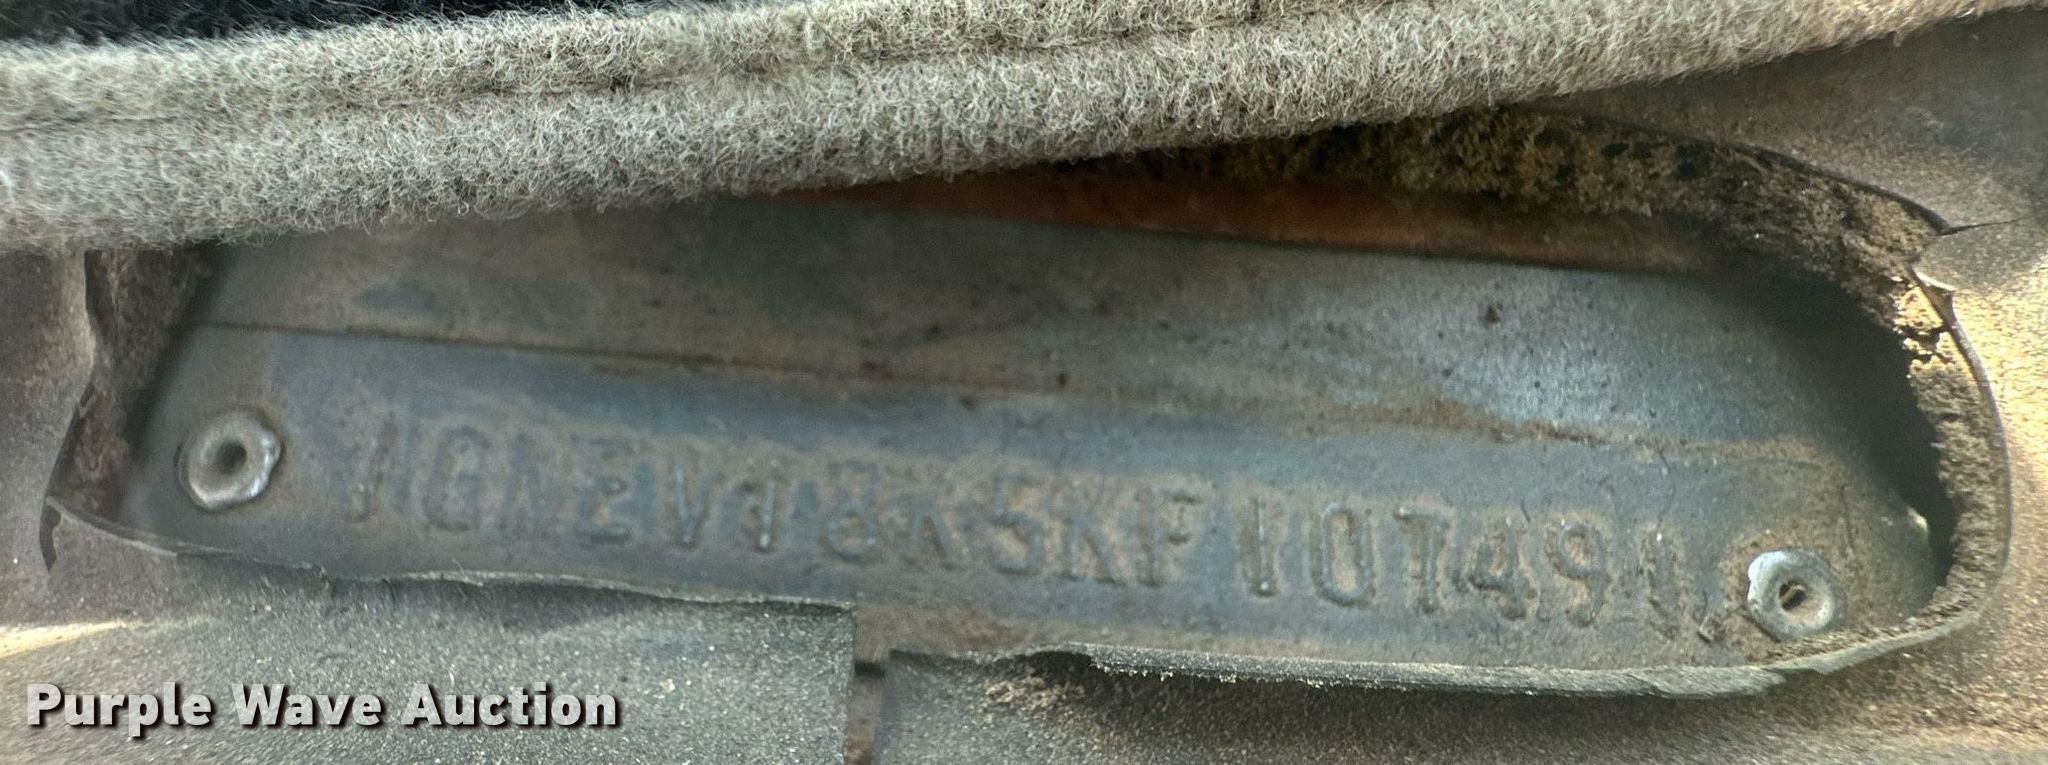 1GNEV18K5KF107491
Purple Wave Auction